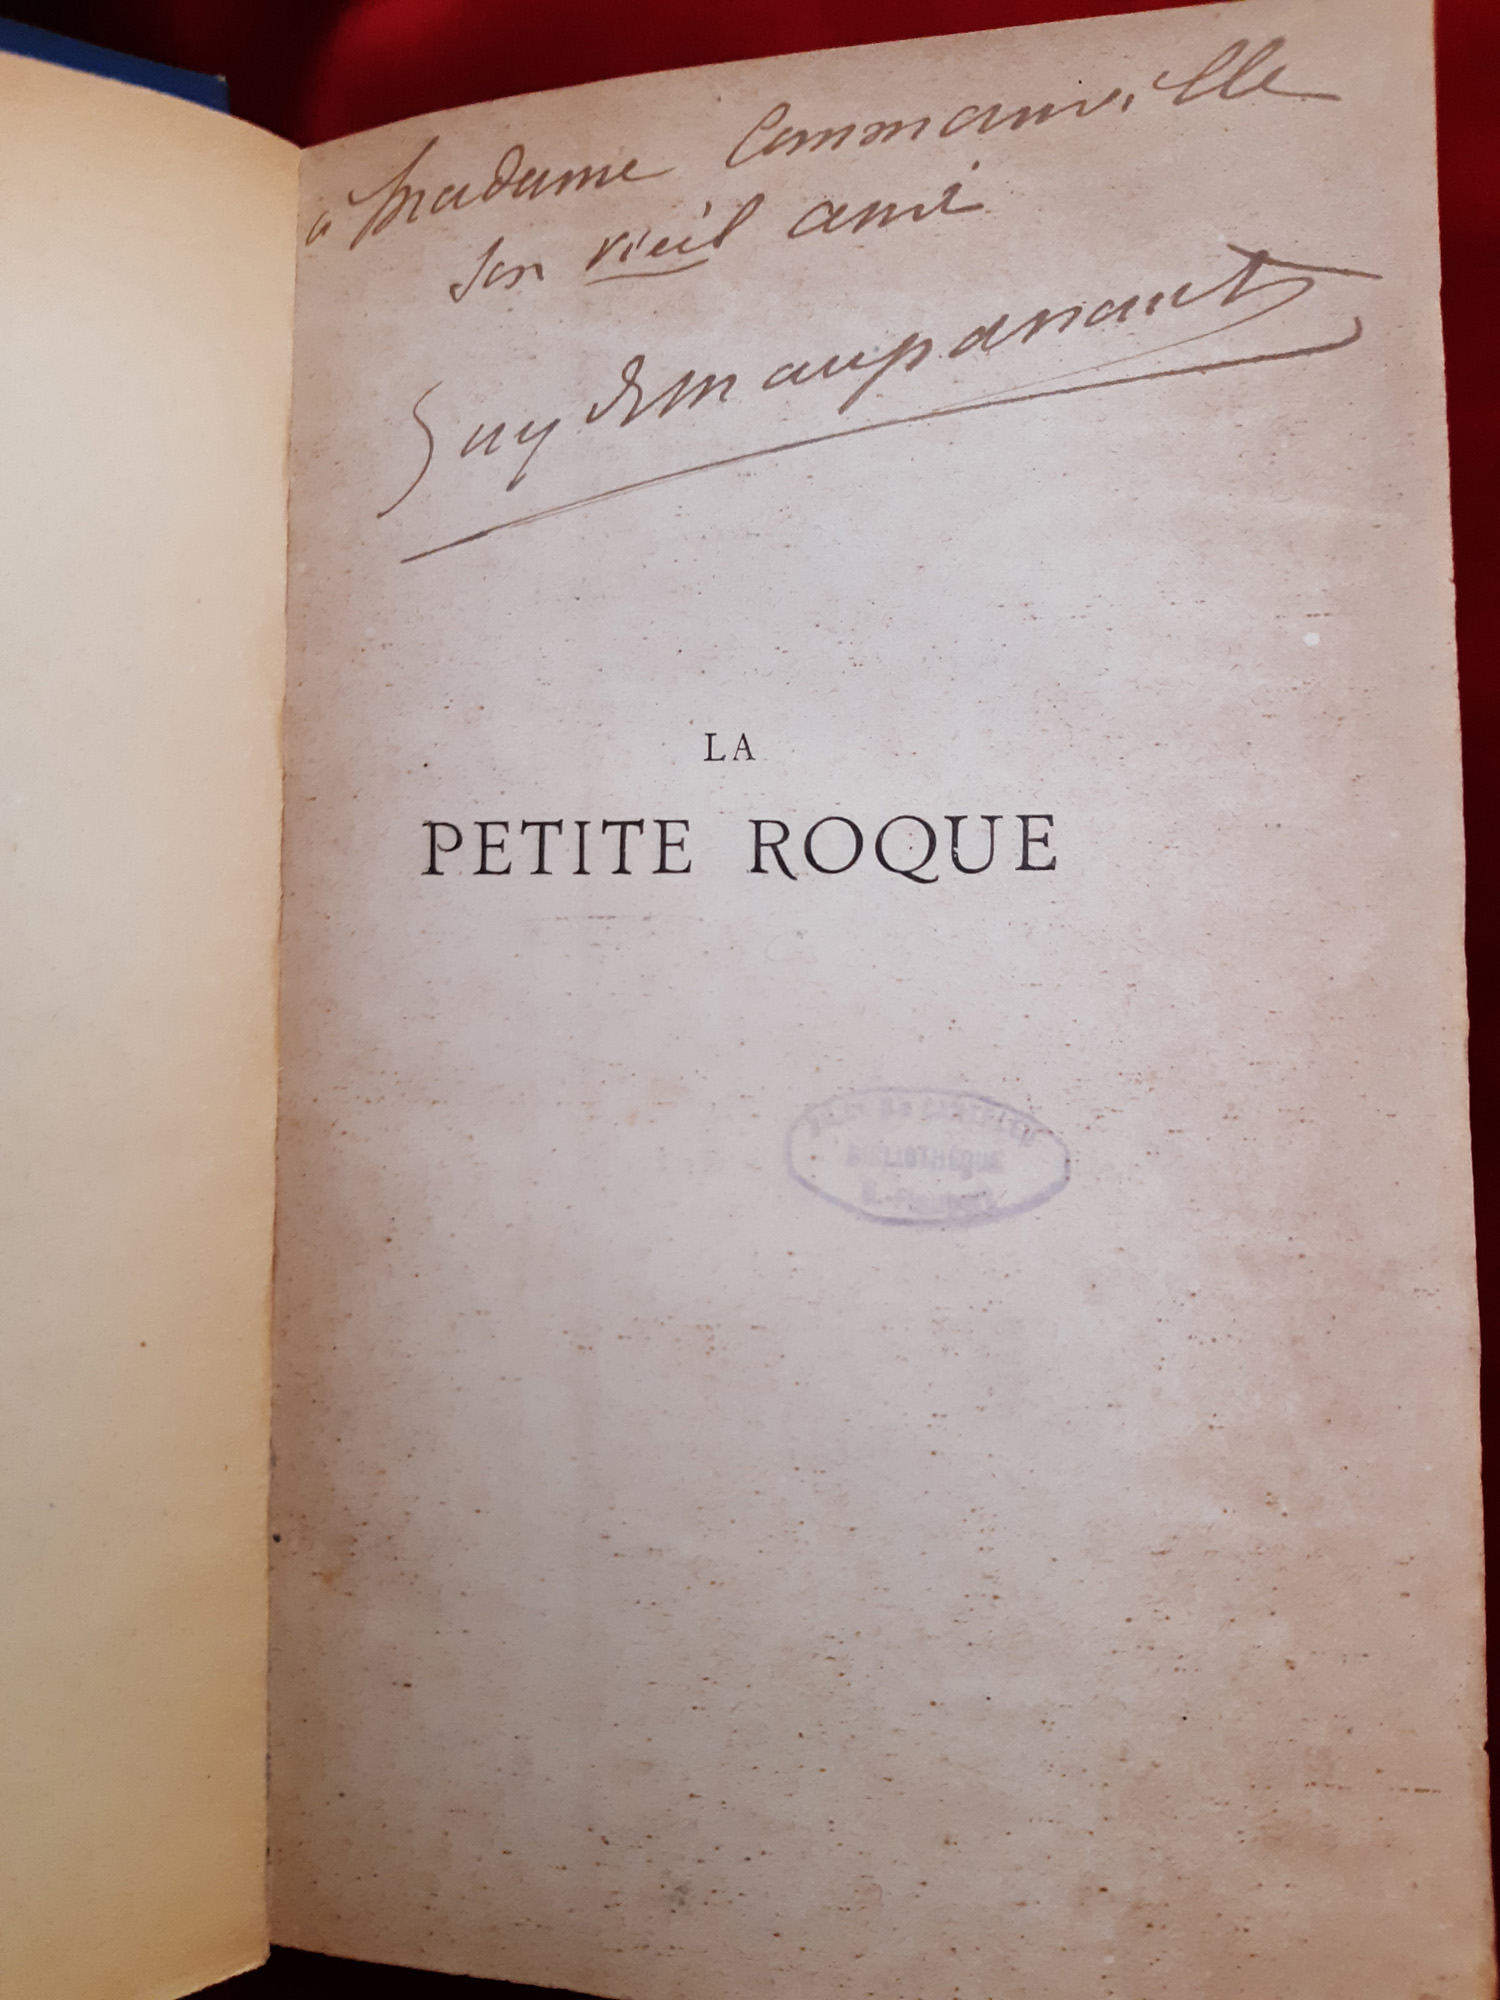 à Madame Commanville
son vieil ami
Guy de Maupassant
LA
PETITE ROQUE
BIBLIOTHÈQUE